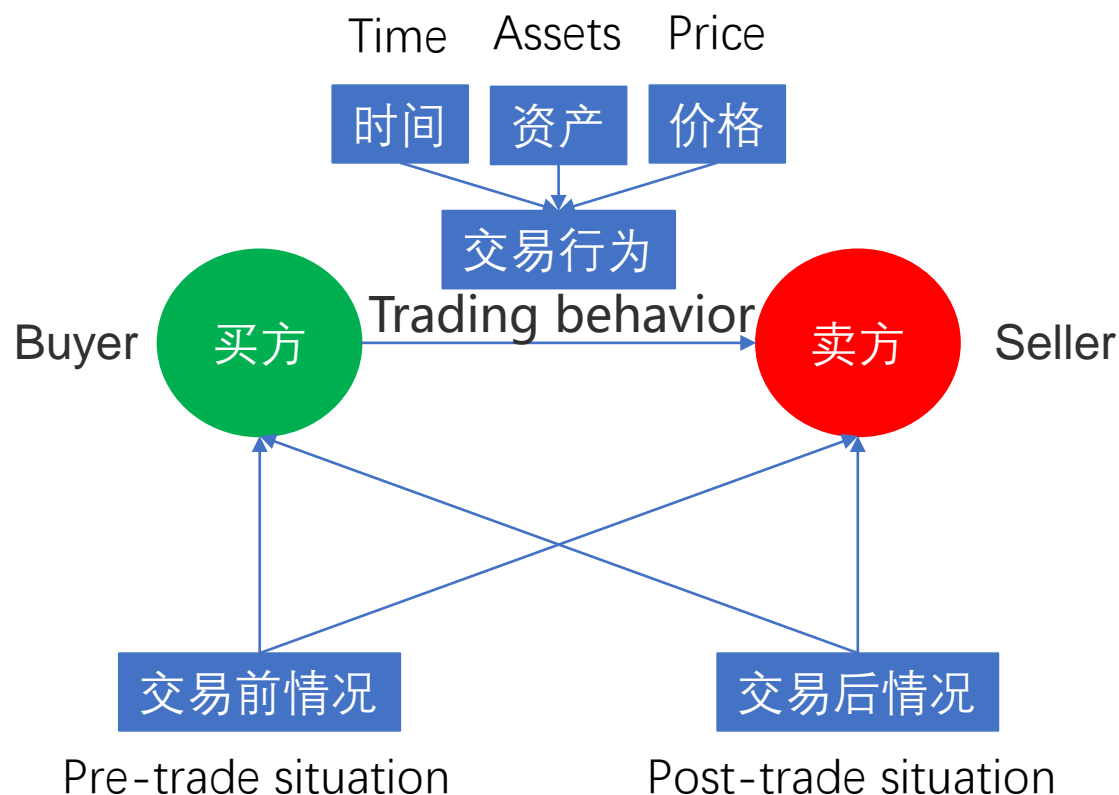 Time Assets Price
时间 资产 价格
交易行为
Trading behavior
Buyer 买方 卖方 Seller
交易前情况 交易后情况
Pre-trade situation Post-trade situation